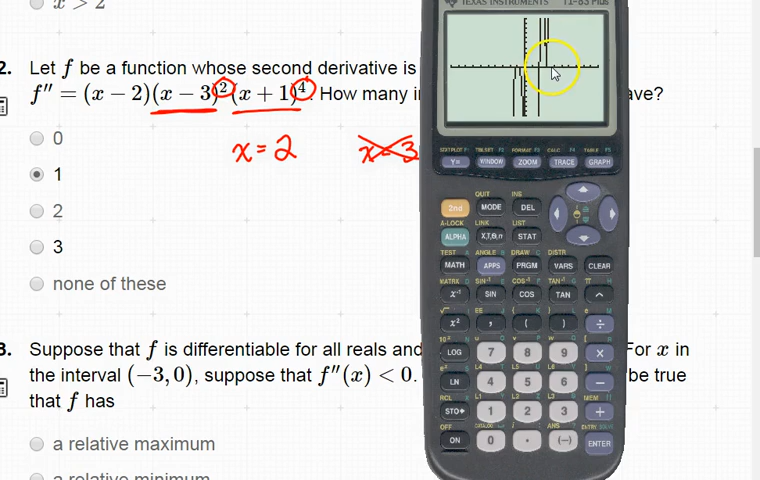 x > 2
2. Let f be a function whose second derivative is
f″ = (x − 2)(x − 3)²(x + 1)⁴. How many in ave?
0
x = 2 x = 3
1
2
3
none of these
3. Suppose that f is differentiable for all reals and For x in
the interval (−3, 0), suppose that f″(x) < 0. be true
that f has
a relative maximum
a relative minimum
TEXAS INSTRUMENTS TI-83 Plus
STAT PLOT F1 TBLSET F2 FORMAT F3 CALC F4 TABLE F5
Y= WINDOW ZOOM TRACE GRAPH
QUIT INS
2nd MODE DEL
A-LOCK LINK LIST
ALPHA X,T,θ,n STAT
TEST A ANGLE B DRAW C DISTR
MATH APPS PRGM VARS CLEAR
MATRX D SIN⁻¹ E COS⁻¹ F TAN⁻¹ G π H
x⁻¹ SIN COS TAN ^
x² , ( ) ÷
LOG 7 8 9 ×
LN 4 5 6 −
RCL X L1 Y L2 Z L3 θ MEM "
STO▸ 1 2 3 +
OFF CATALOG i ANS ? ENTRY SOLVE
ON 0 . (−) ENTER